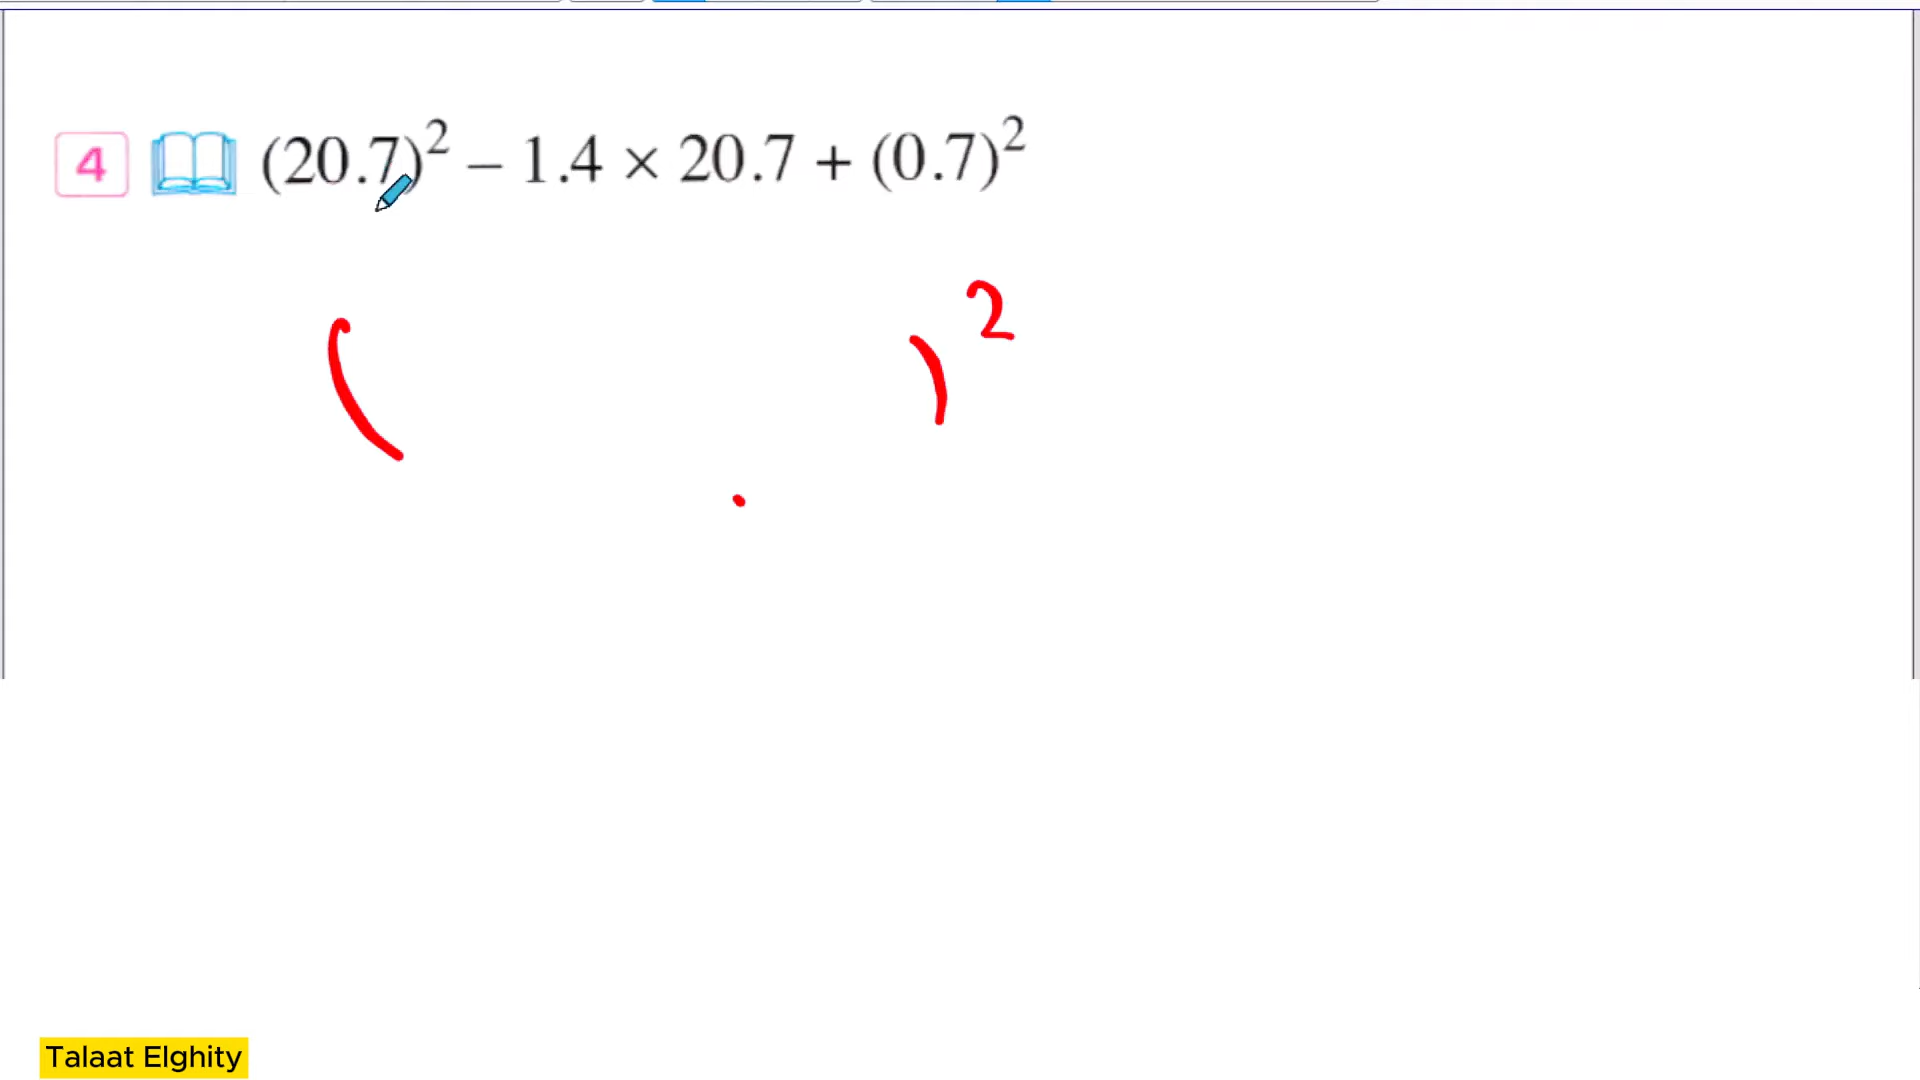 4 (20.7)² – 1.4 × 20.7 + (0.7)²
( )²
.
Talaat Elghity